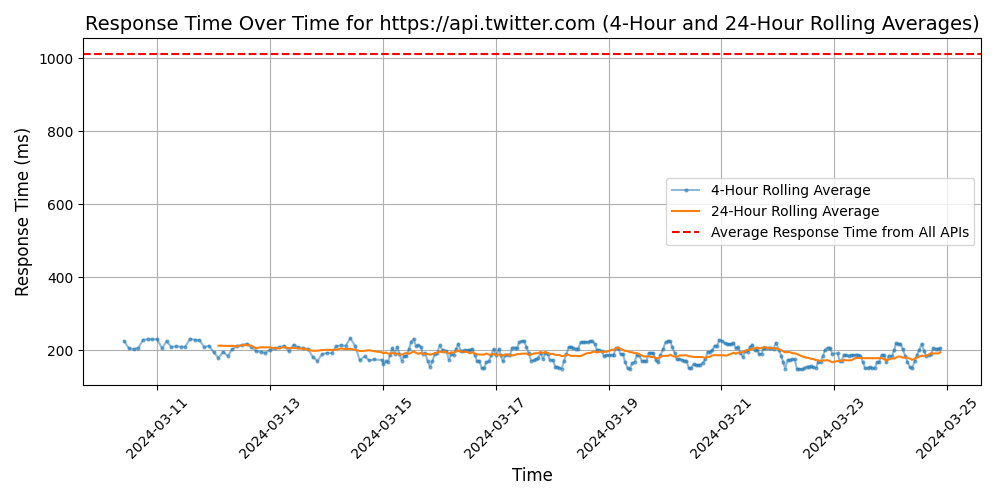 Response Time Over Time for https://api.twitter.com (4-Hour and 24-Hour Rolling Averages)
Response Time (ms)
1000
800
600
400
200
4-Hour Rolling Average
24-Hour Rolling Average
Average Response Time from All APIs
2024-03-11
2024-03-13
2024-03-15
2024-03-17
2024-03-19
2024-03-21
2024-03-23
2024-03-25
Time